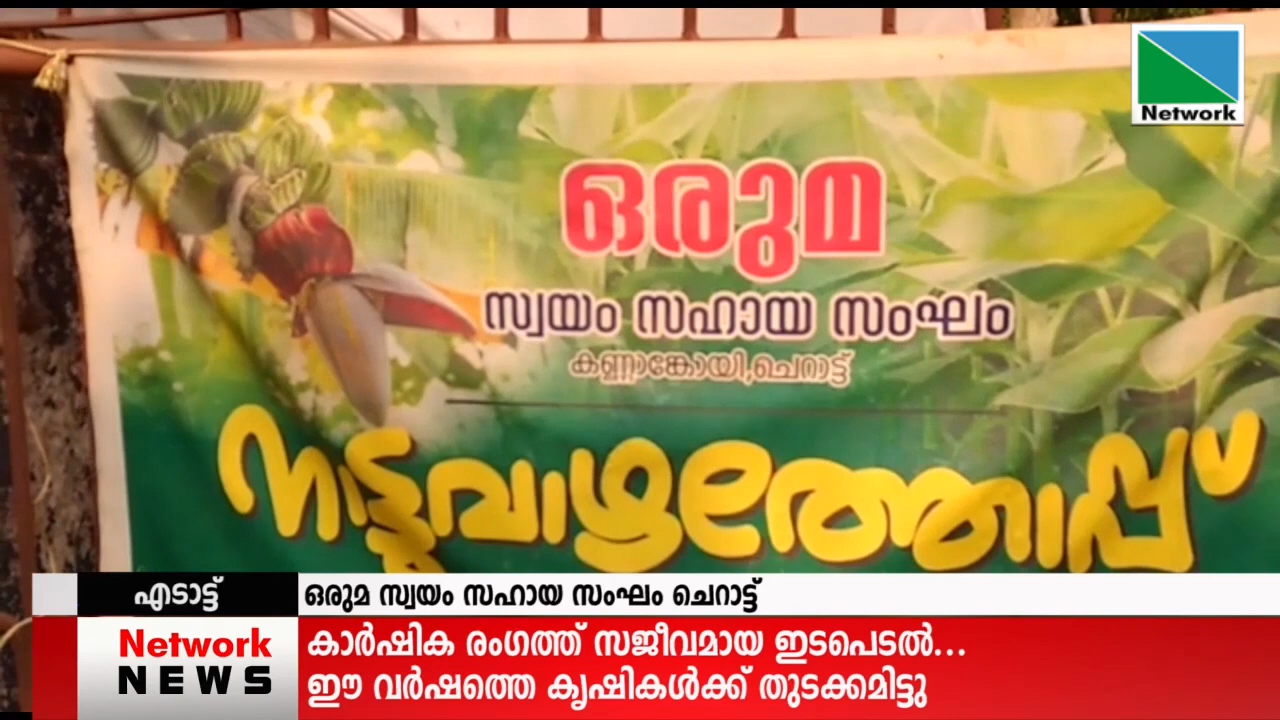 Network
ഒരുമ
സ്വയം സഹായ സംഘം
കണ്ണാങ്കോയി,ചെറാട്ട്
നാട്ടുവാഴത്തോപ്പ്
എടാട്ട്
ഒരുമ സ്വയം സഹായ സംഘം ചെറാട്ട്
Network
NEWS
കാർഷിക രംഗത്ത് സജീവമായ ഇടപെടൽ...
ഈ വർഷത്തെ കൃഷികൾക്ക് തുടക്കമിട്ടു